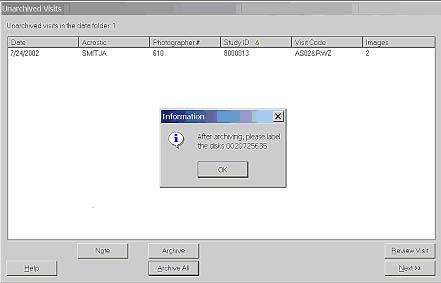 Unarchived Visits
Unarchived visits in the data folder: 1
Date Acrostic Photographer # Study ID Visit Code Images
7/24/2002 SMITJA 610 8000013 AS02&RWZ 2
Information
After archiving, please label
the disks 0020725635
OK
Note Archive Review Visit
Help Archive All Next >>